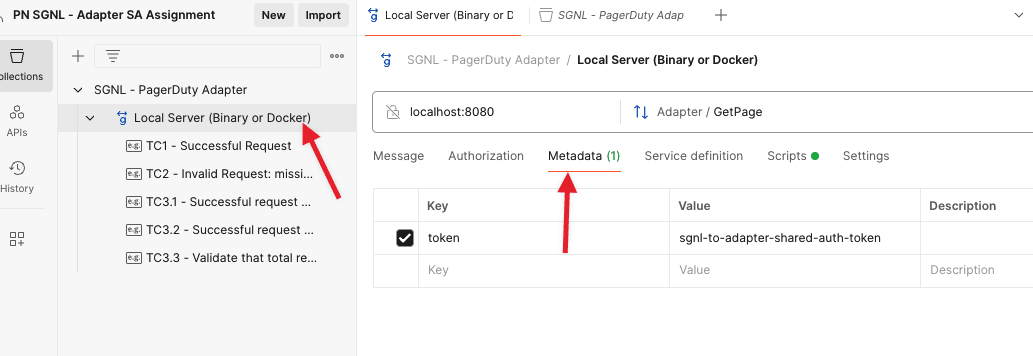 PN SGNL - Adapter SA Assignment
New
Import
Local Server (Binary or D
SGNL - PagerDuty Adap
ollections
APIs
History
SGNL - PagerDuty Adapter
Local Server (Binary or Docker)
e.g. TC1 - Successful Request
e.g. TC2 - Invalid Request: missi...
e.g. TC3.1 - Successful request ...
e.g. TC3.2 - Successful request ...
e.g. TC3.3 - Validate that total re...
SGNL - PagerDuty Adapter / Local Server (Binary or Docker)
localhost:8080
Adapter / GetPage
Message
Authorization
Metadata (1)
Service definition
Scripts
Settings
Key
Value
Description
token
sgnl-to-adapter-shared-auth-token
Key
Value
Description